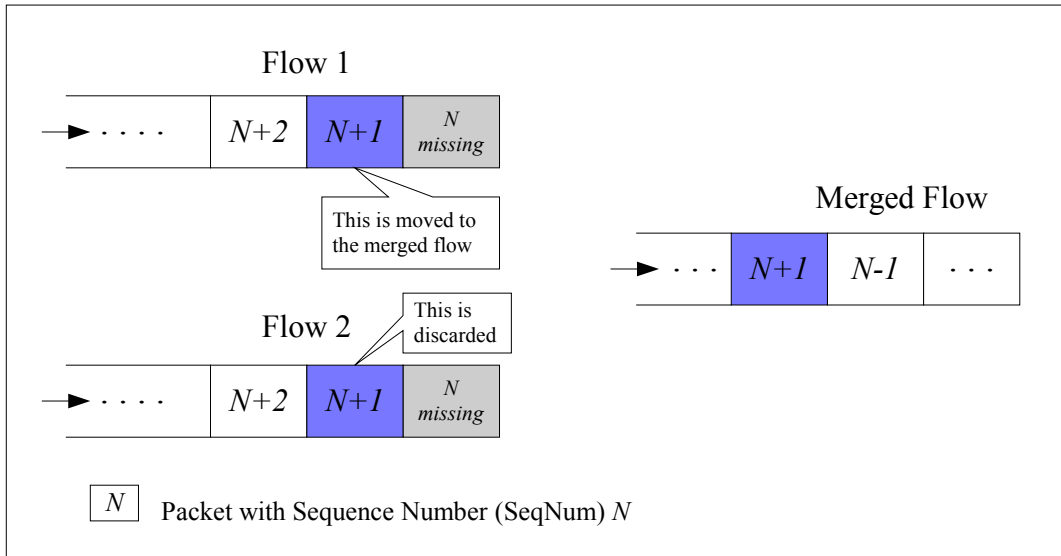 Flow 1
. . . .
N+2
N+1
N
missing
This is moved to
the merged flow
Merged Flow
. . .
N+1
N-1
. . .
Flow 2
This is
discarded
. . . .
N+2
N+1
N
missing
N
Packet with Sequence Number (SeqNum) N